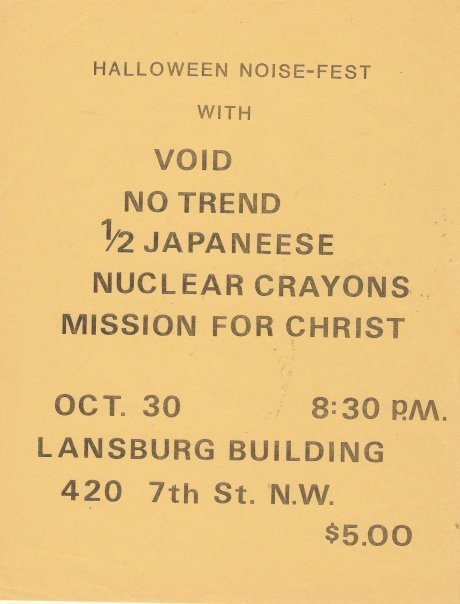 HALLOWEEN NOISE-FEST
WITH
VOID
NO TREND
½ JAPANEESE
NUCLEAR CRAYONS
MISSION FOR CHRIST
OCT. 30 8:30 P.M.
LANSBURG BUILDING
420 7th St. N.W.
$5.00